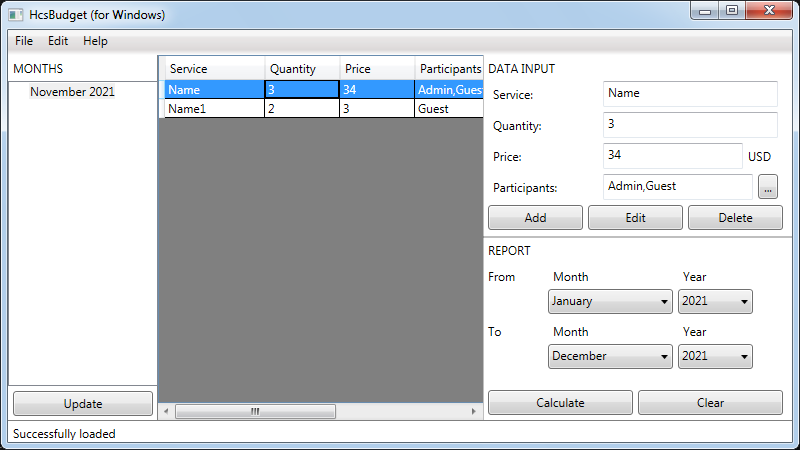 HcsBudget (for Windows)
File Edit Help
MONTHS
November 2021
Update
Service Quantity Price Participants
Name 3 34 Admin,Guest
Name1 2 3 Guest
DATA INPUT
Service: Name
Quantity: 3
Price: 34 USD
Participants: Admin,Guest ...
Add Edit Delete
REPORT
From Month Year
January 2021
To Month Year
December 2021
Calculate Clear
Successfully loaded